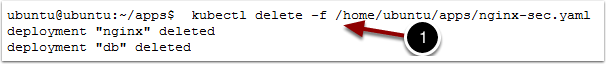 ubuntu@ubuntu:~/apps$  kubectl delete -f /home/ubuntu/apps/nginx-sec.yaml
deployment "nginx" deleted
deployment "db" deleted
1